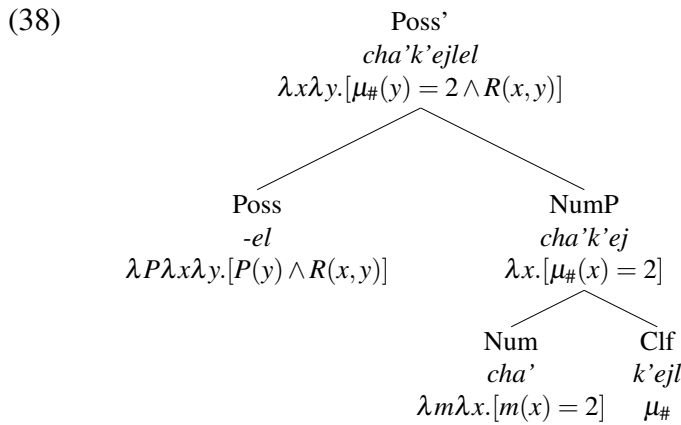 (38) Poss'
cha'k'ejlel
λxλy.[μ#(y) = 2 ∧ R(x,y)]
Poss NumP
-el cha'k'ej
λPλxλy.[P(y) ∧ R(x,y)] λx.[μ#(x) = 2]
Num Clf
cha' k'ejl
λmλx.[m(x) = 2] μ#